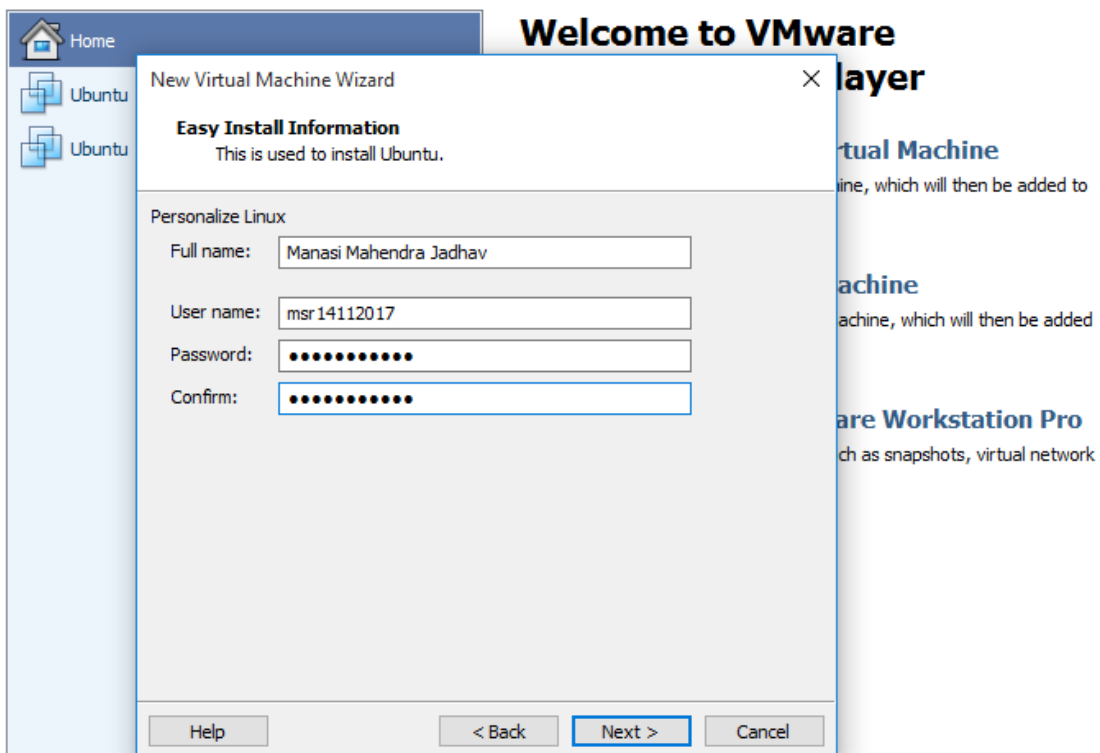 Home
Ubuntu
Ubuntu
Welcome to VMware
layer
rtual Machine
ine, which will then be added to
achine
achine, which will then be added
are Workstation Pro
ch as snapshots, virtual network
New Virtual Machine Wizard
Easy Install Information
This is used to install Ubuntu.
Personalize Linux
Full name: Manasi Mahendra Jadhav
User name: msr14112017
Password: ●●●●●●●●●●●
Confirm: ●●●●●●●●●●●
Help < Back Next > Cancel